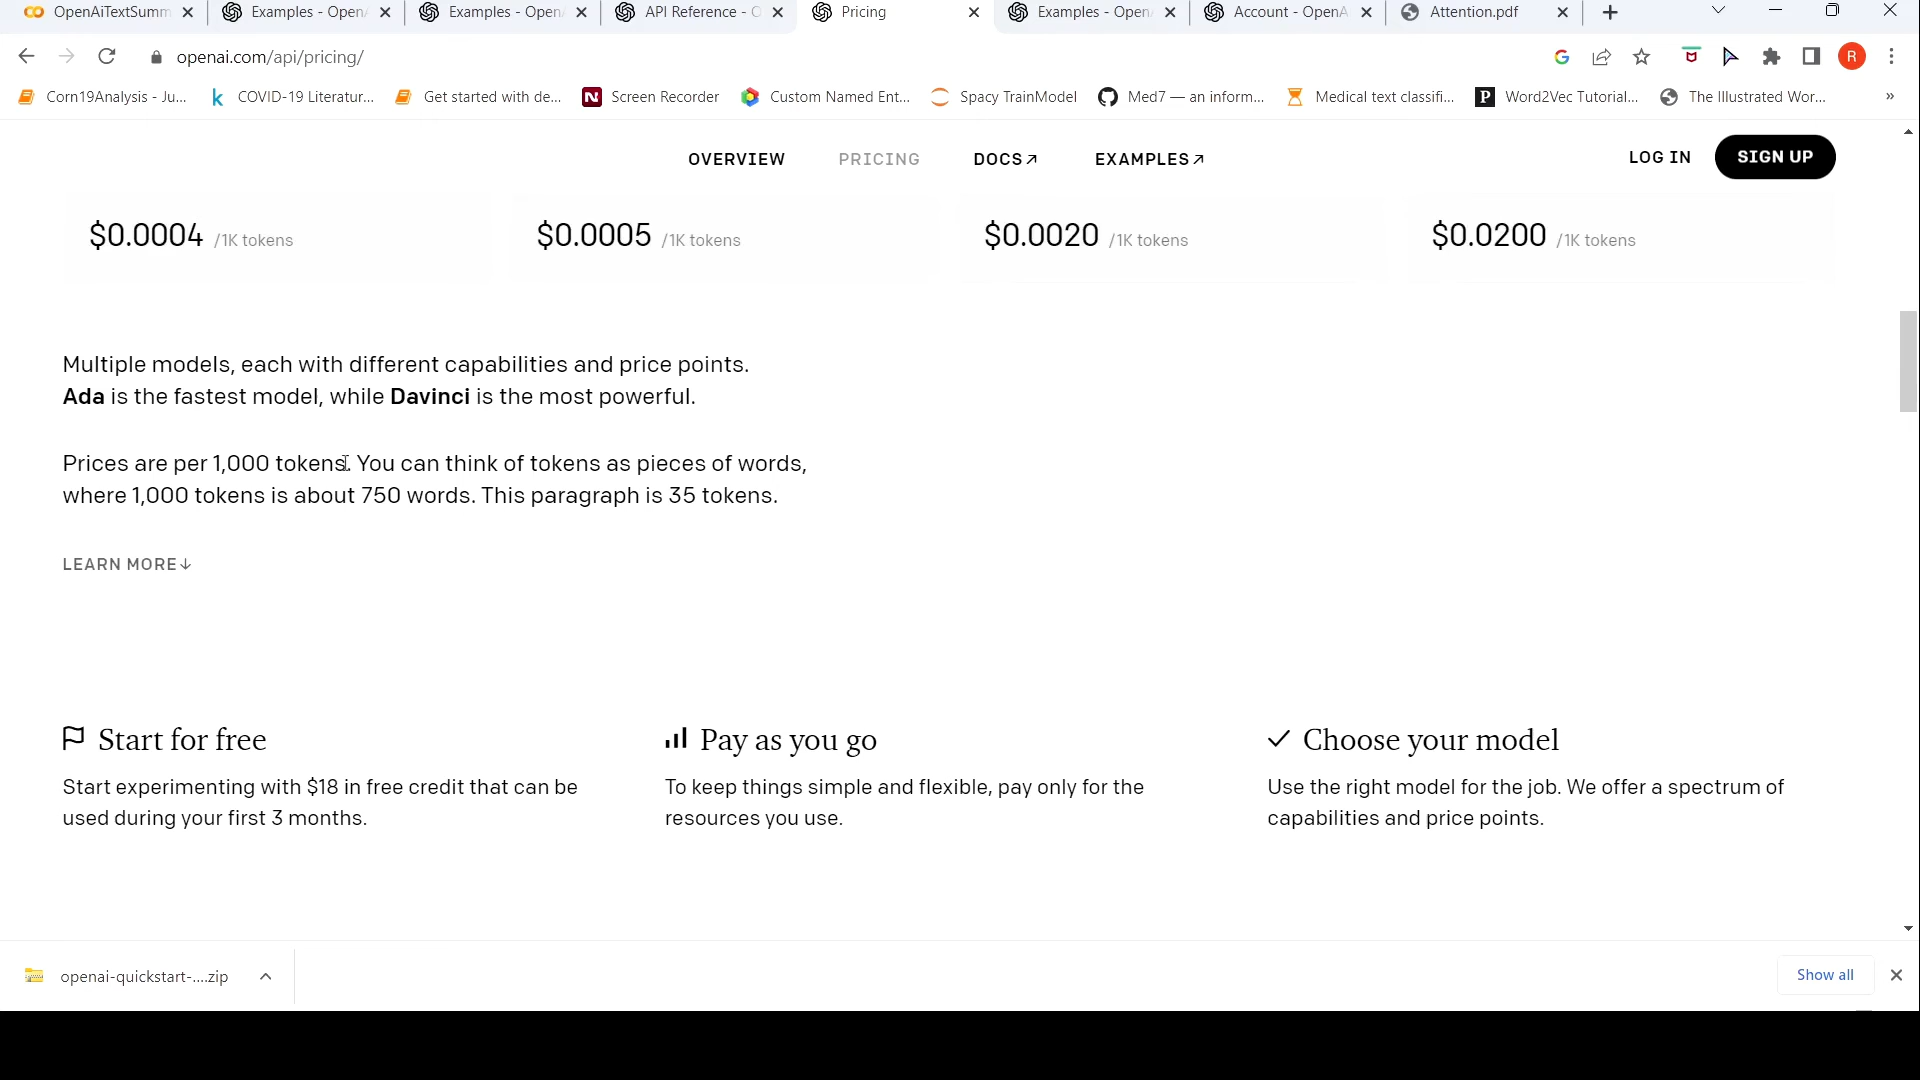 OpenAiTextSumm
Examples - OpenA
Examples - Open
API Reference - O
Pricing
Examples - Open
Account - OpenA
Attention.pdf
openai.com/api/pricing/
R
Corn19Analysis - Ju...
COVID-19 Literatur...
Get started with de...
N
Screen Recorder
Custom Named Ent...
Spacy TrainModel
Med7 — an inform...
Medical text classifi...
P
Word2Vec Tutorial...
The Illustrated Wor...
»
OVERVIEW
PRICING
DOCS↗
EXAMPLES↗
LOG IN
SIGN UP
$0.0004 /1K tokens
$0.0005 /1K tokens
$0.0020 /1K tokens
$0.0200 /1K tokens
Multiple models, each with different capabilities and price points.
Ada is the fastest model, while Davinci is the most powerful.
Prices are per 1,000 tokens. You can think of tokens as pieces of words,
where 1,000 tokens is about 750 words. This paragraph is 35 tokens.
LEARN MORE↓
Start for free
Start experimenting with $18 in free credit that can be
used during your first 3 months.
Pay as you go
To keep things simple and flexible, pay only for the
resources you use.
Choose your model
Use the right model for the job. We offer a spectrum of
capabilities and price points.
openai-quickstart-....zip
Show all